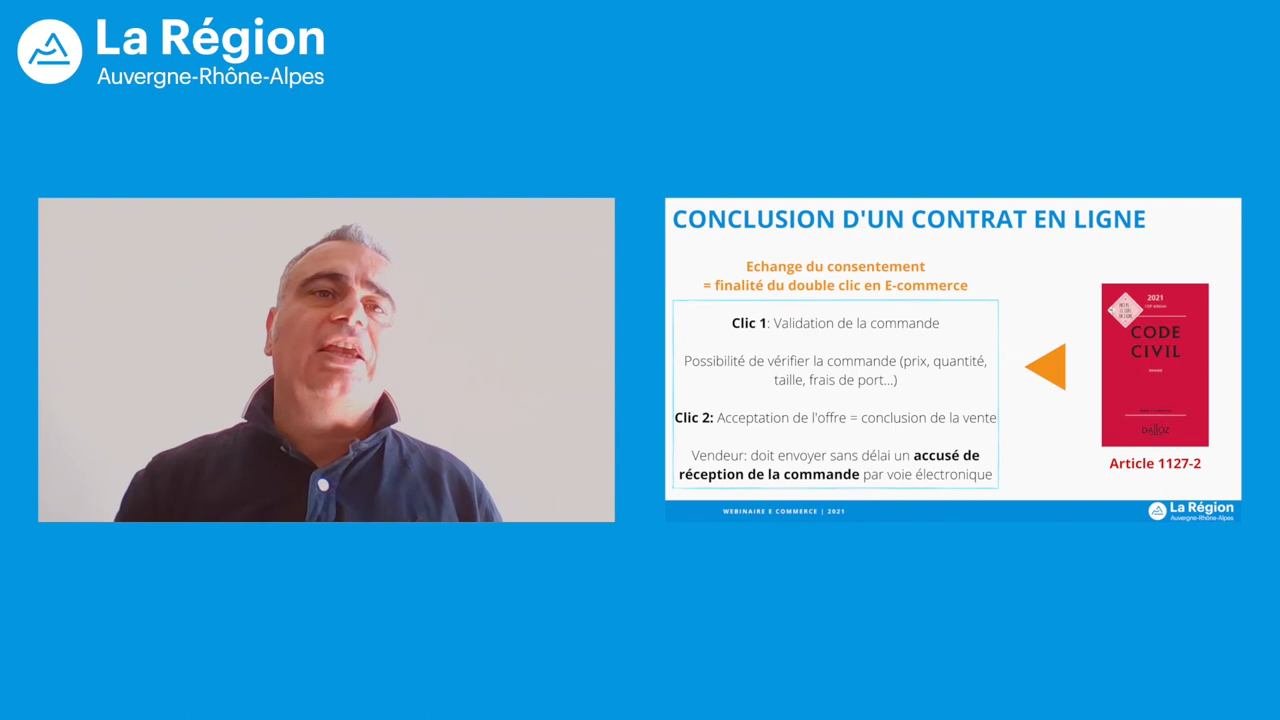 La Région
Auvergne-Rhône-Alpes
CONCLUSION D'UN CONTRAT EN LIGNE
Echange du consentement
= finalité du double clic en E-commerce
Clic 1: Validation de la commande
Possibilité de vérifier la commande (prix, quantité,
taille, frais de port...)
Clic 2: Acceptation de l'offre = conclusion de la vente
Vendeur: doit envoyer sans délai un accusé de
réception de la commande par voie électronique
2021
CODE
CIVIL
DALLOZ
Article 1127-2
WEBINAIRE E COMMERCE | 2021
La Région
Auvergne-Rhône-Alpes